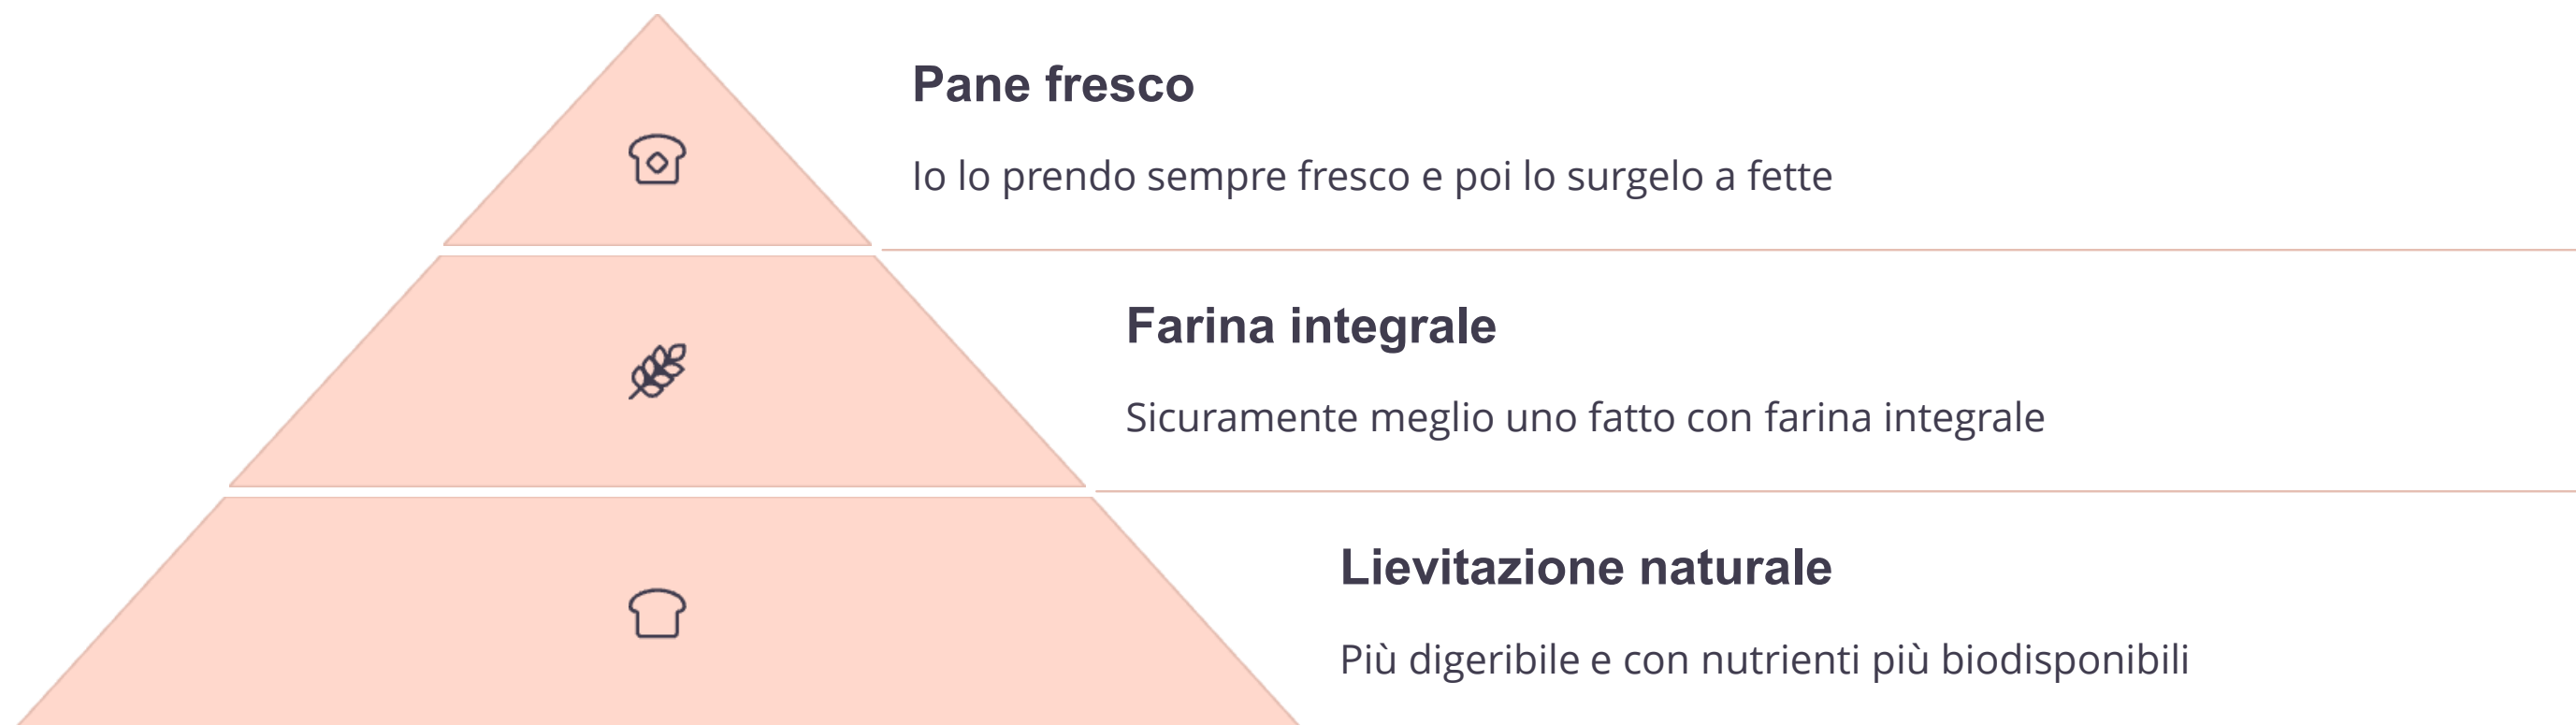 Pane fresco
Io lo prendo sempre fresco e poi lo surgelo a fette
Farina integrale
Sicuramente meglio uno fatto con farina integrale
Lievitazione naturale
Più digeribile e con nutrienti più biodisponibili